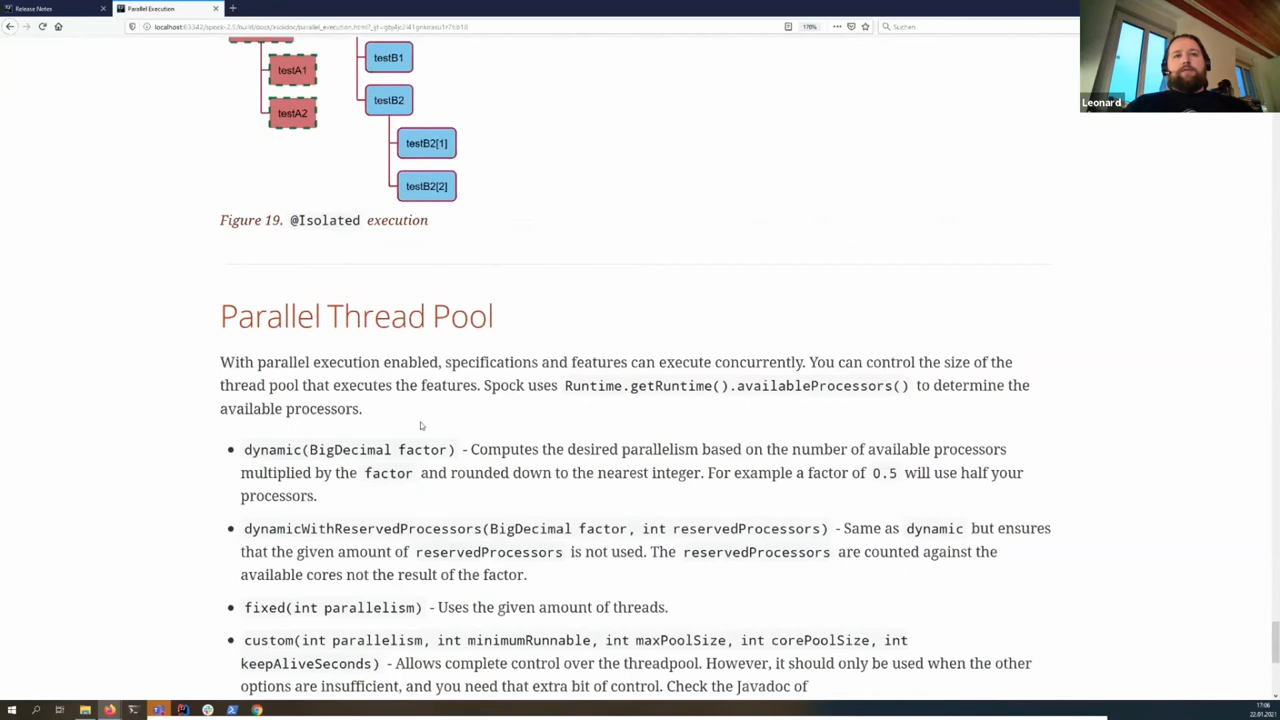 Release Notes
Parallel Execution
170%
Suchen
Leonard
testA1
testA2
testB1
testB2
testB2[1]
testB2[2]
Figure 19. @Isolated execution
Parallel Thread Pool
With parallel execution enabled, specifications and features can execute concurrently. You can control the size of the
thread pool that executes the features. Spock uses Runtime.getRuntime().availableProcessors() to determine the
available processors.
dynamic(BigDecimal factor) - Computes the desired parallelism based on the number of available processors
multiplied by the factor and rounded down to the nearest integer. For example a factor of 0.5 will use half your
processors.
dynamicWithReservedProcessors(BigDecimal factor, int reservedProcessors) - Same as dynamic but ensures
that the given amount of reservedProcessors is not used. The reservedProcessors are counted against the
available cores not the result of the factor.
fixed(int parallelism) - Uses the given amount of threads.
custom(int parallelism, int minimumRunnable, int maxPoolSize, int corePoolSize, int
keepAliveSeconds) - Allows complete control over the threadpool. However, it should only be used when the other
options are insufficient, and you need that extra bit of control. Check the Javadoc of
17:06
22.01.2021